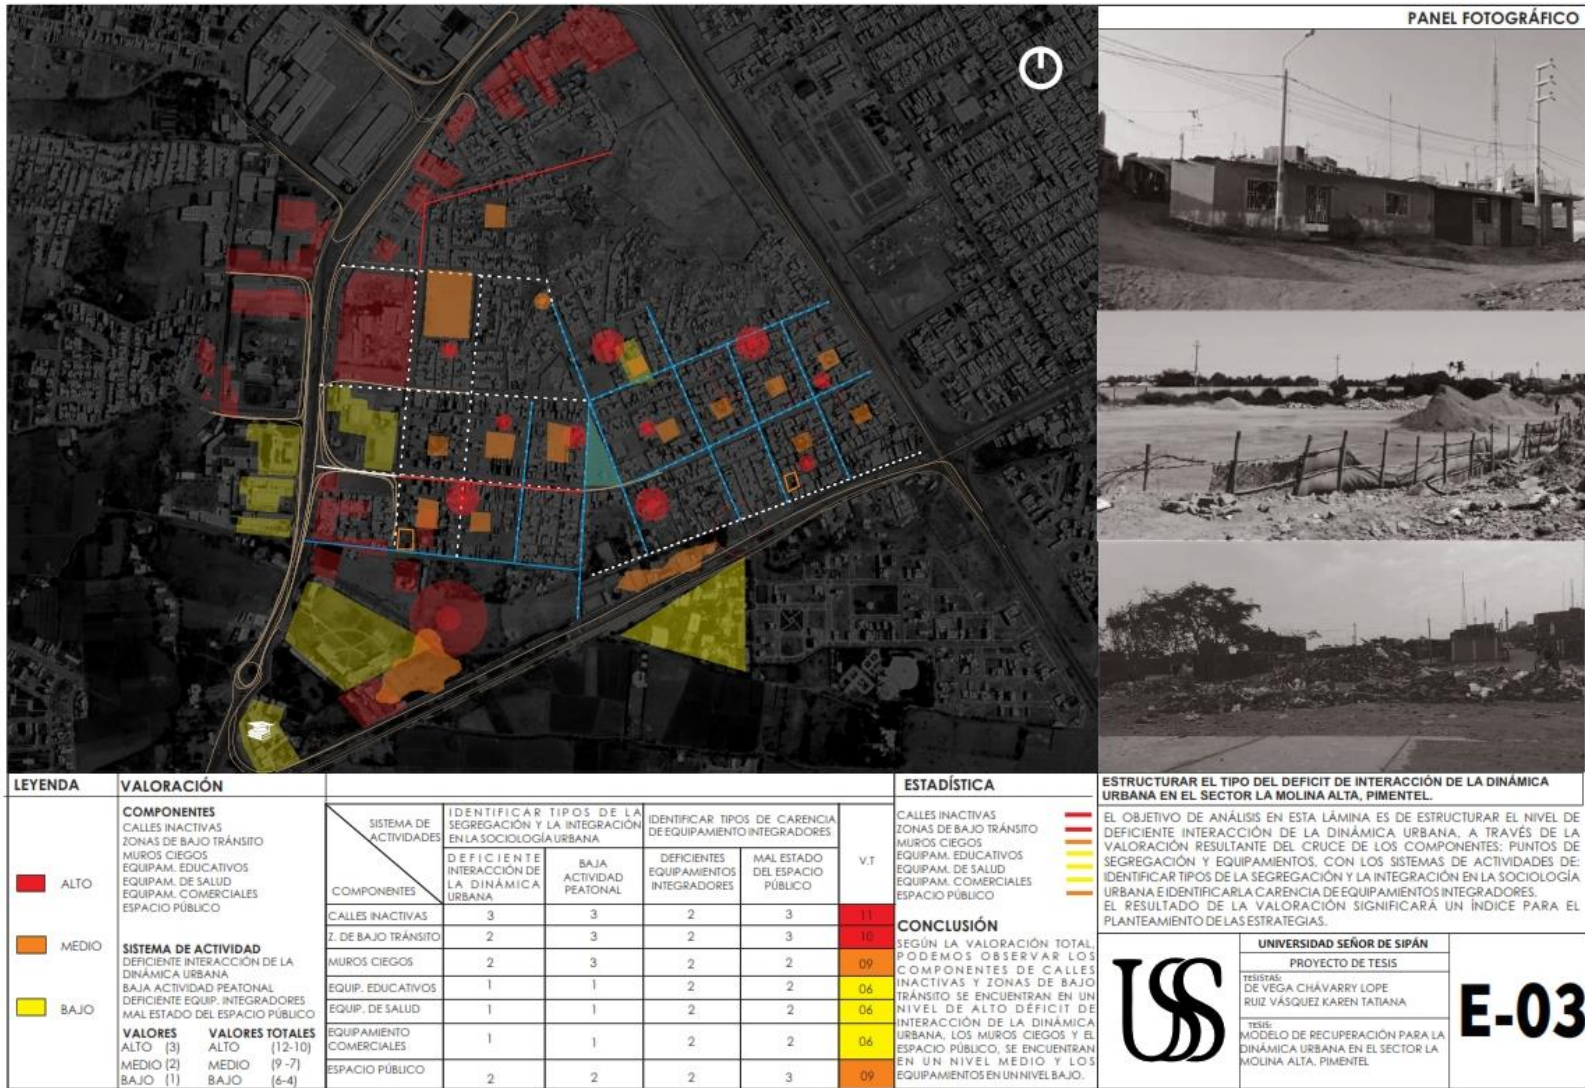 PANEL FOTOGRÁFICO
LEYENDA
ALTO
MEDIO
BAJO
VALORACIÓN
COMPONENTES
CALLES INACTIVAS
ZONAS DE BAJO TRÁNSITO
MUROS CIEGOS
EQUIPAM. EDUCATIVOS
EQUIPAM. DE SALUD
EQUIPAM. COMERCIALES
ESPACIO PÚBLICO
SISTEMA DE ACTIVIDAD
DEFICIENTE INTERACCIÓN DE LA
DINÁMICA URBANA
BAJA ACTIVIDAD PEATONAL
DEFICIENTE EQUIP. INTEGRADORES
MAL ESTADO DEL ESPACIO PÚBLICO
VALORES VALORES TOTALES
ALTO (3) ALTO (12-10)
MEDIO (2) MEDIO (9 -7)
BAJO (1) BAJO (6-4)
SISTEMA DE
ACTIVIDADES
COMPONENTES
IDENTIFICAR TIPOS DE LA
SEGREGACIÓN Y LA INTEGRACIÓN
EN LA SOCIOLOGÍA URBANA
IDENTIFICAR TIPOS DE CARENCIA
DE EQUIPAMIENTO INTEGRADORES
V.T
DEFICIENTE
INTERACCIÓN DE
LA DINÁMICA
URBANA
BAJA
ACTIVIDAD
PEATONAL
DEFICIENTES
EQUIPAMIENTOS
INTEGRADORES
MAL ESTADO
DEL ESPACIO
PÚBLICO
CALLES INACTIVAS 3 3 2 3 11
Z. DE BAJO TRÁNSITO 2 3 2 3 10
MUROS CIEGOS 2 3 2 2 09
EQUIP. EDUCATIVOS 1 1 2 2 06
EQUIP. DE SALUD 1 1 2 2 06
EQUIPAMIENTO
COMERCIALES 1 1 2 2 06
ESPACIO PÚBLICO 2 2 2 3 09
ESTADÍSTICA
CALLES INACTIVAS
ZONAS DE BAJO TRÁNSITO
MUROS CIEGOS
EQUIPAM. EDUCATIVOS
EQUIPAM. DE SALUD
EQUIPAM. COMERCIALES
ESPACIO PÚBLICO
CONCLUSIÓN
SEGÚN LA VALORACIÓN TOTAL,
PODEMOS OBSERVAR LOS
COMPONENTES DE CALLES
INACTIVAS Y ZONAS DE BAJO
TRÁNSITO SE ENCUENTRAN EN UN
NIVEL DE ALTO DÉFICIT DE
INTERACCIÓN DE LA DINÁMICA
URBANA, LOS MUROS CIEGOS Y EL
ESPACIO PÚBLICO, SE ENCUENTRAN
EN UN NIVEL MEDIO Y LOS
EQUIPAMIENTOS EN UN NIVEL BAJO.
ESTRUCTURAR EL TIPO DEL DEFICIT DE INTERACCIÓN DE LA DINÁMICA
URBANA EN EL SECTOR LA MOLINA ALTA, PIMENTEL.
EL OBJETIVO DE ANÁLISIS EN ESTA LÁMINA ES DE ESTRUCTURAR EL NIVEL DE
DEFICIENTE INTERACCIÓN DE LA DINÁMICA URBANA, A TRAVÉS DE LA
VALORACIÓN RESULTANTE DEL CRUCE DE LOS COMPONENTES: PUNTOS DE
SEGREGACIÓN Y EQUIPAMIENTOS, CON LOS SISTEMAS DE ACTIVIDADES DE:
IDENTIFICAR TIPOS DE LA SEGREGACIÓN Y LA INTEGRACIÓN EN LA SOCIOLOGÍA
URBANA E IDENTIFICARLA CARENCIA DE EQUIPAMIENTOS INTEGRADORES.
EL RESULTADO DE LA VALORACIÓN SIGNIFICARÁ UN ÍNDICE PARA EL
PLANTEAMIENTO DE LAS ESTRATEGIAS.
USS
UNIVERSIDAD SEÑOR DE SIPÁN
PROYECTO DE TESIS
TESISTAS:
DE VEGA CHÁVARRY LOPE
RUIZ VÁSQUEZ KAREN TATIANA
TESIS:
MODELO DE RECUPERACIÓN PARA LA
DINÁMICA URBANA EN EL SECTOR LA
MOLINA ALTA, PIMENTEL
E-03